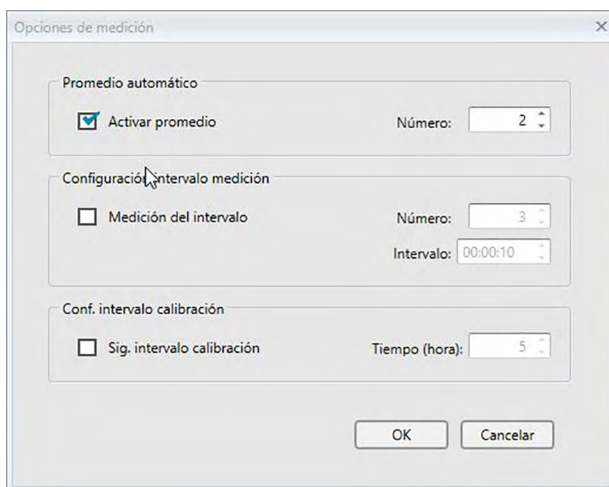 Opciones de medición
Promedio automático
Activar promedio Número: 2
Configuración intervalo medición
Medición del intervalo Número: 3
Intervalo: 00:00:10
Conf. intervalo calibración
Sig. intervalo calibración Tiempo (hora): 5
OK Cancelar